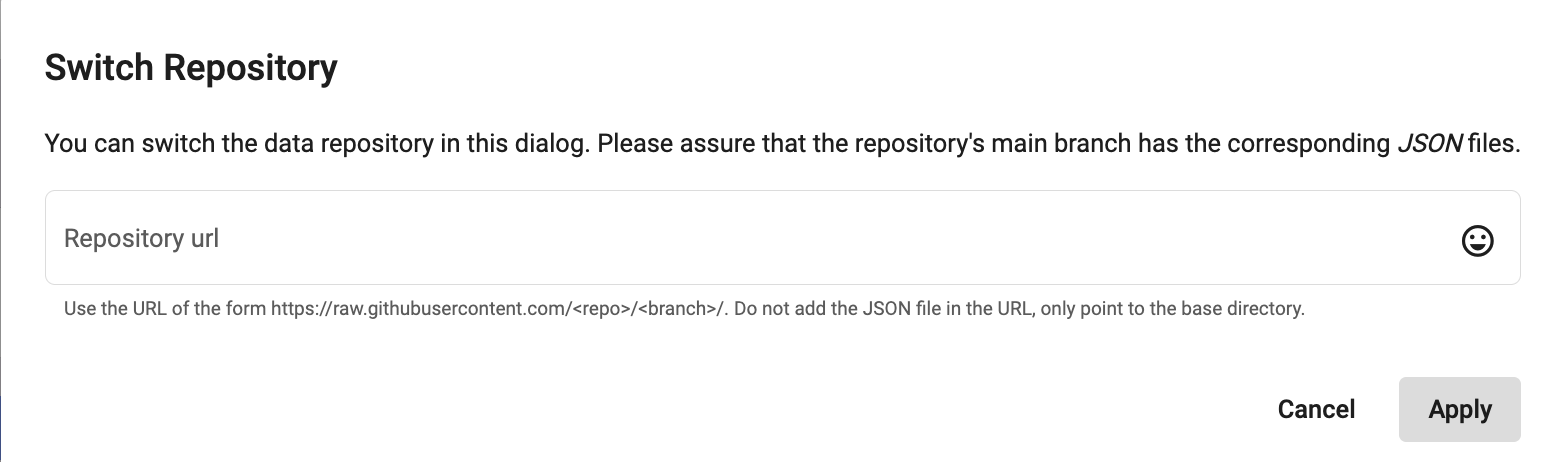 Switch Repository
You can switch the data repository in this dialog. Please assure that the repository's main branch has the corresponding JSON files.
Repository url
Use the URL of the form https://raw.githubusercontent.com/<repo>/<branch>/. Do not add the JSON file in the URL, only point to the base directory.
Cancel Apply